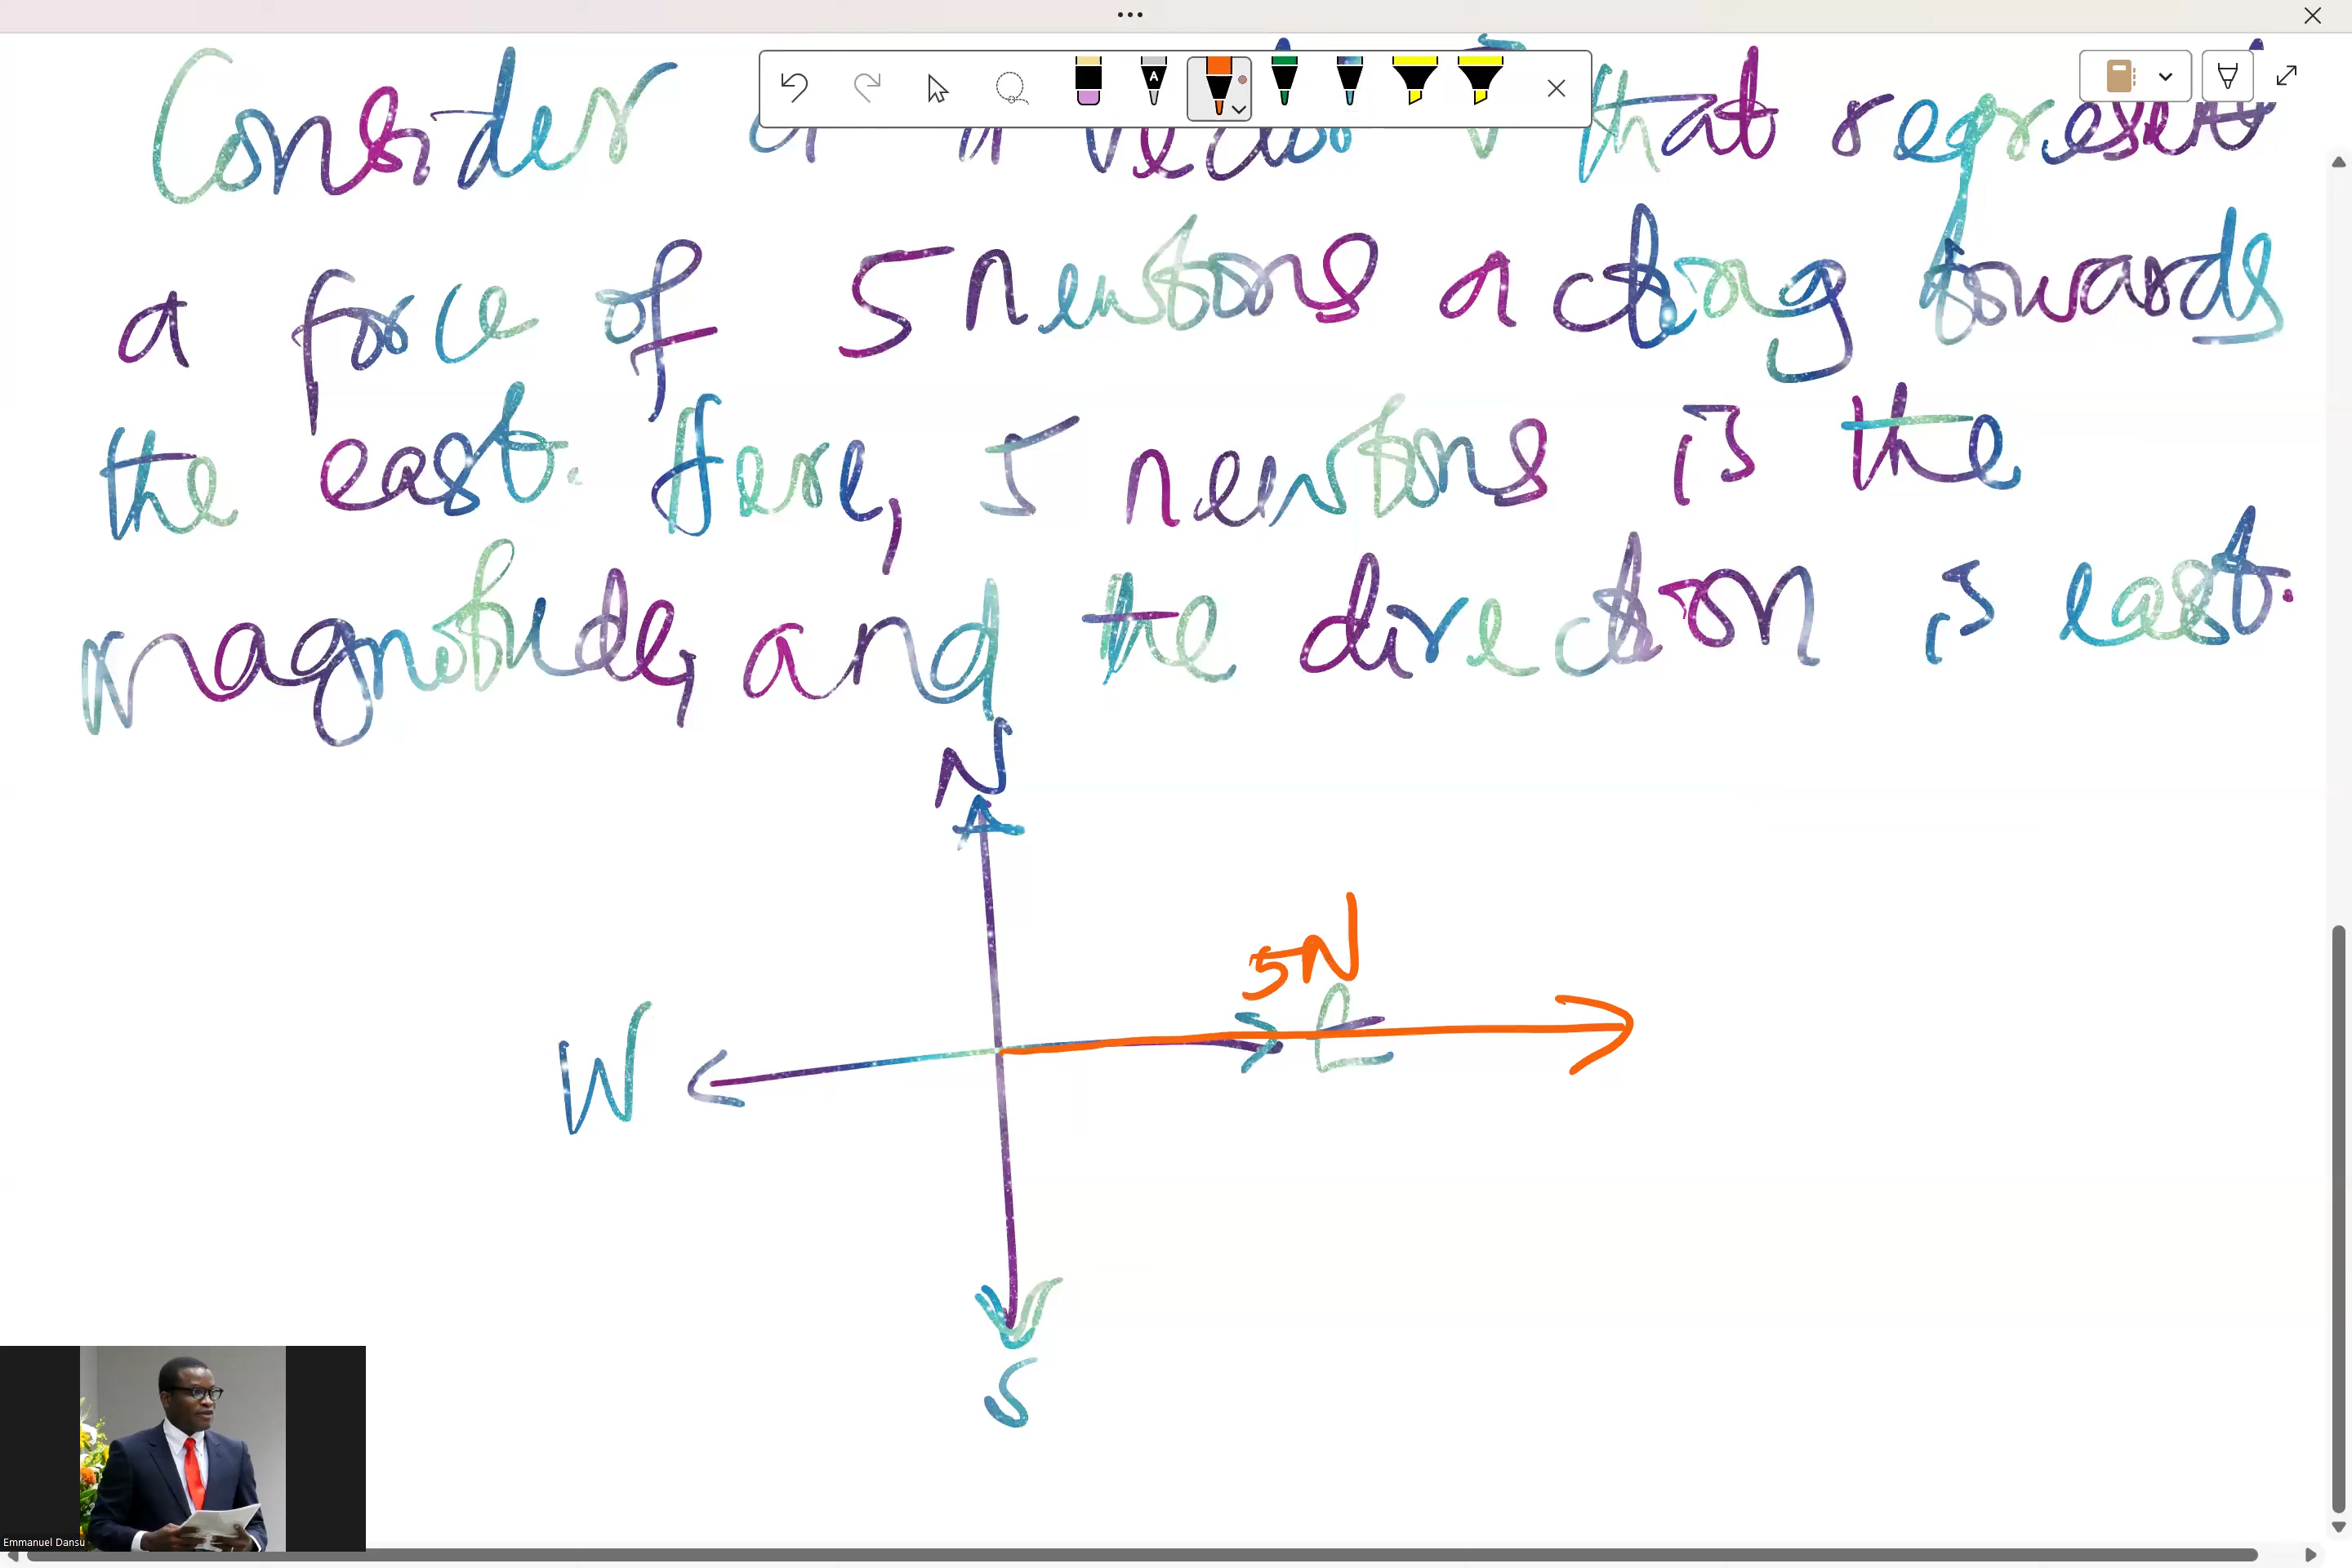 Consider a vector v that represent
a force of 5 newtons acting towards
the east. Here, 5 newtons is the
magnitude, and the direction is east.
N
5N
W
E
S
Emmanuel Dansu